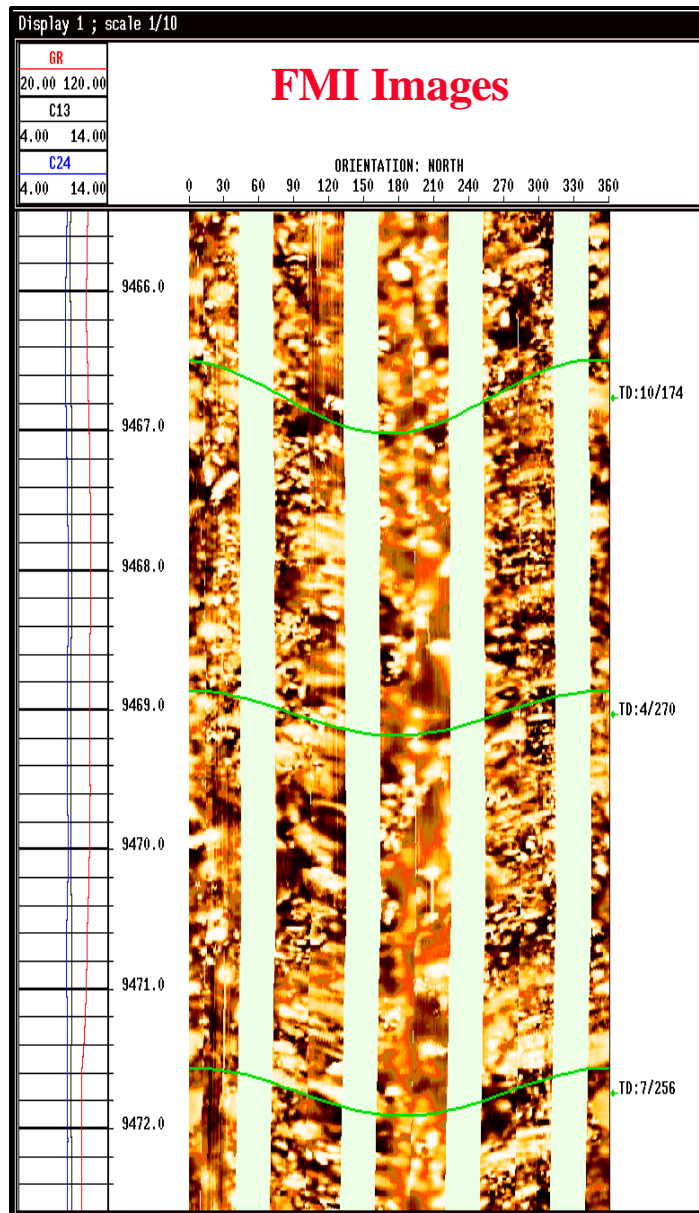 Display 1 ; scale 1/10
GR
20.00 120.00
C13
4.00 14.00
C24
4.00 14.00
FMI Images
ORIENTATION: NORTH
0 30 60 90 120 150 180 210 240 270 300 330 360
9466.0
TD:10/174
9467.0
9468.0
9469.0
TD:4/270
9470.0
9471.0
TD:7/256
9472.0